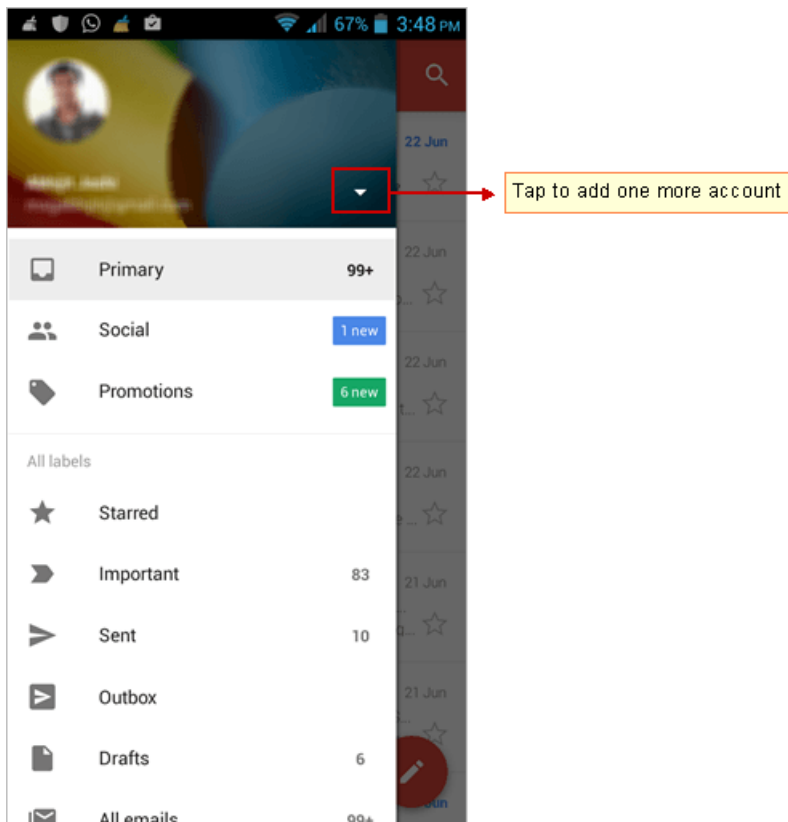 67% 3:48 PM
22 Jun
Tap to add one more account
Primary 99+
22 Jun
Social 1 new
22 Jun
Promotions 6 new
All labels
22 Jun
Starred
Important 83
21 Jun
Sent 10
Outbox
21 Jun
Drafts 6
All emails 99+